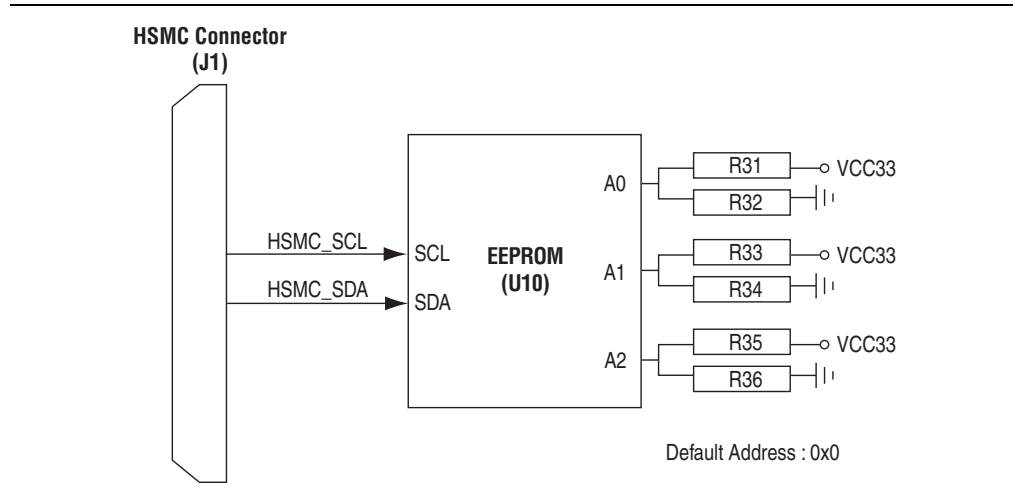 HSMC Connector
(J1)
HSMC_SCL
HSMC_SDA
SCL
SDA
EEPROM
(U10)
A0
A1
A2
R31
VCC33
R32
R33
VCC33
R34
R35
VCC33
R36
Default Address : 0x0